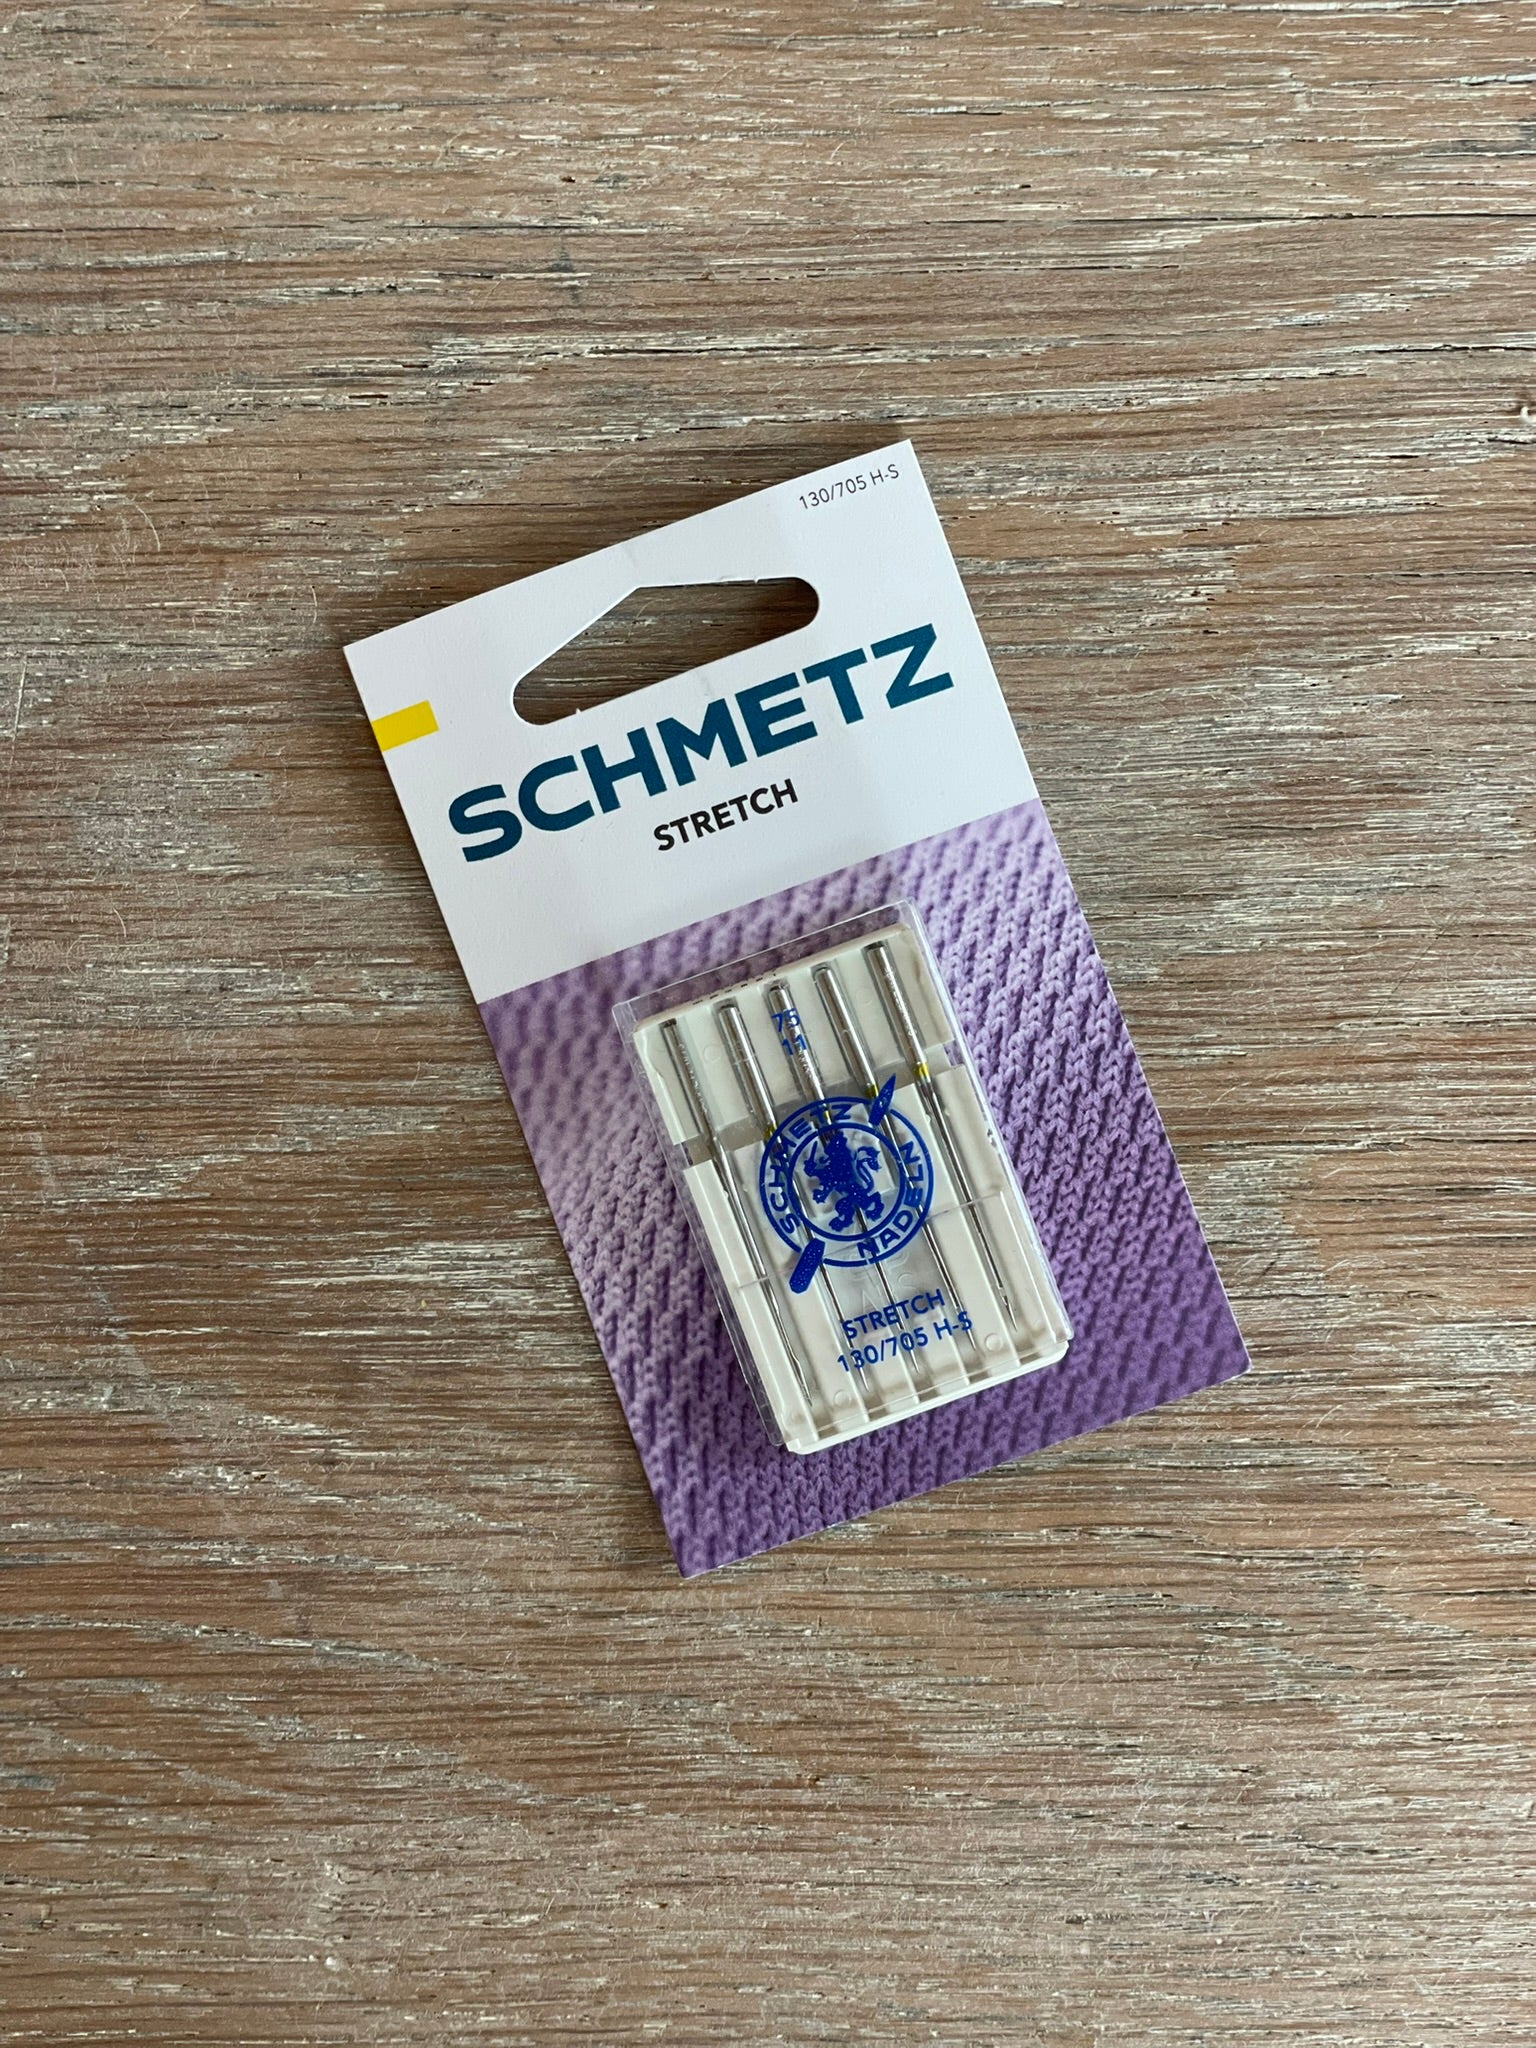 130/705 H-S
SCHMETZ
STRETCH
75
11
SCHMETZ
NADELN
STRETCH
130/705 H-S